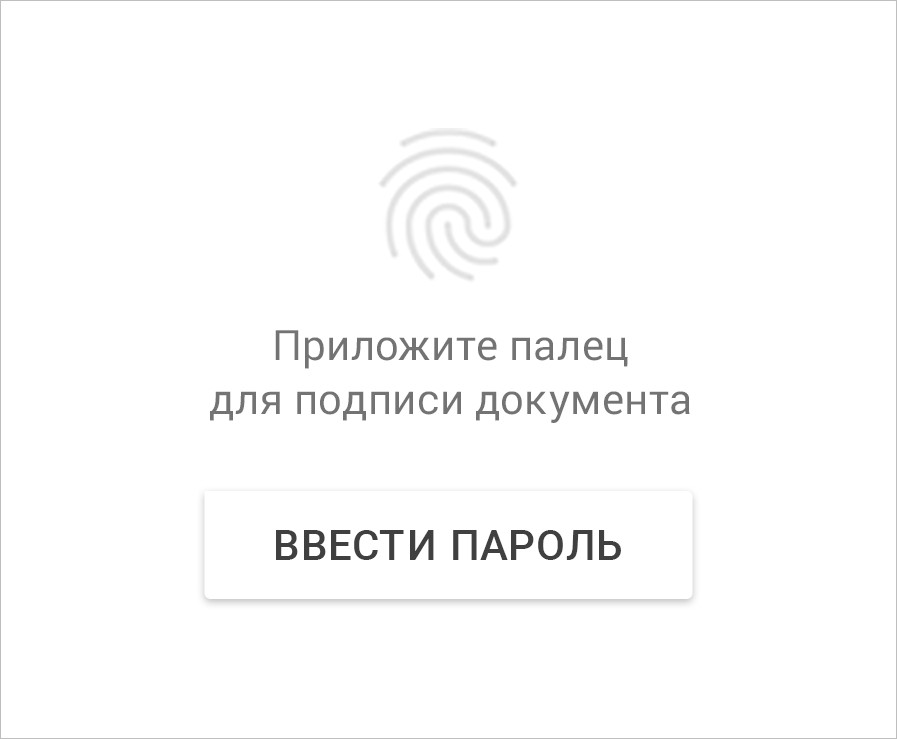 Приложите палец
для подписи документа
ВВЕСТИ ПАРОЛЬ